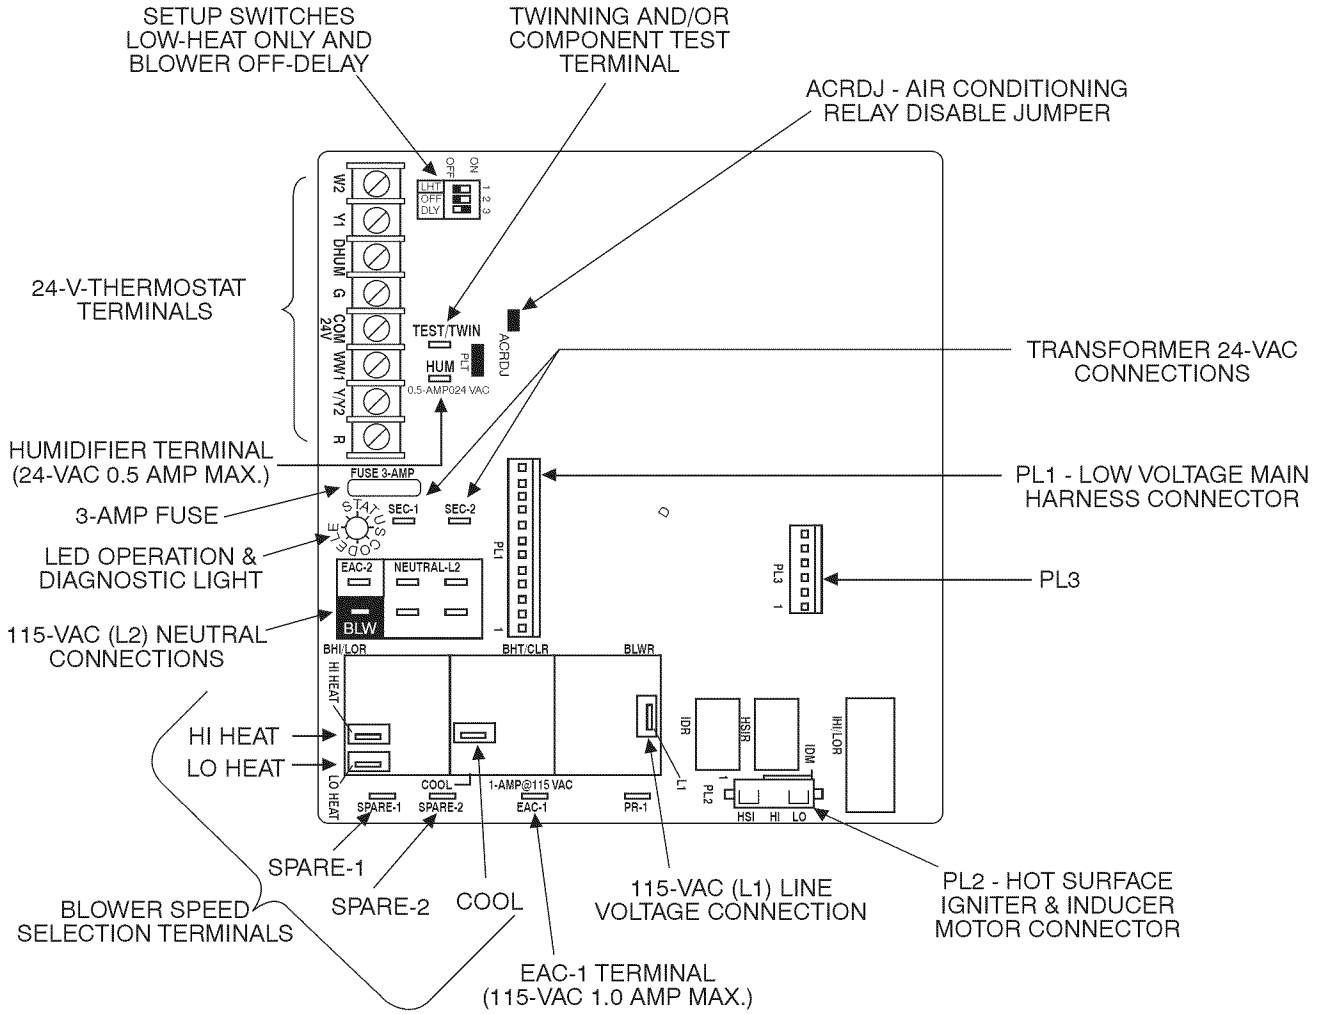 SETUP SWITCHES
LOW-HEAT ONLY AND
BLOWER OFF-DELAY
TWINNING AND/OR
COMPONENT TEST
TERMINAL
ACRDJ - AIR CONDITIONING
RELAY DISABLE JUMPER
OFF
ON
LHT
OFF
DLY
1
2
3
W2
Y1
DHUM
G
COM
24V
W/W1
Y/Y2
R
24-V-THERMOSTAT
TERMINALS
TEST/TWIN
HUM
PLT
ACRDJ
0.5-AMP024 VAC
TRANSFORMER 24-VAC
CONNECTIONS
HUMIDIFIER TERMINAL
(24-VAC 0.5 AMP MAX.)
FUSE 3-AMP
3-AMP FUSE
STATUS CODE LE
SEC-1
SEC-2
PL1 - LOW VOLTAGE MAIN
HARNESS CONNECTOR
LED OPERATION &
DIAGNOSTIC LIGHT
EAC-2
NEUTRAL-L2
BLW
PL1
1
D
PL3
1
PL3
115-VAC (L2) NEUTRAL
CONNECTIONS
BHI/LOR
BHT/CLR
BLWR
HI HEAT
LO HEAT
HI HEAT
LO HEAT
COOL
1-AMP@115 VAC
L1
SPARE-1
SPARE-2
EAC-1
PR-1
IDR
HSIR
IDM
IHI/LOR
PL2
1
HSI
HI
LO
SPARE-1
SPARE-2
COOL
BLOWER SPEED
SELECTION TERMINALS
115-VAC (L1) LINE
VOLTAGE CONNECTION
PL2 - HOT SURFACE
IGNITER & INDUCER
MOTOR CONNECTOR
EAC-1 TERMINAL
(115-VAC 1.0 AMP MAX.)